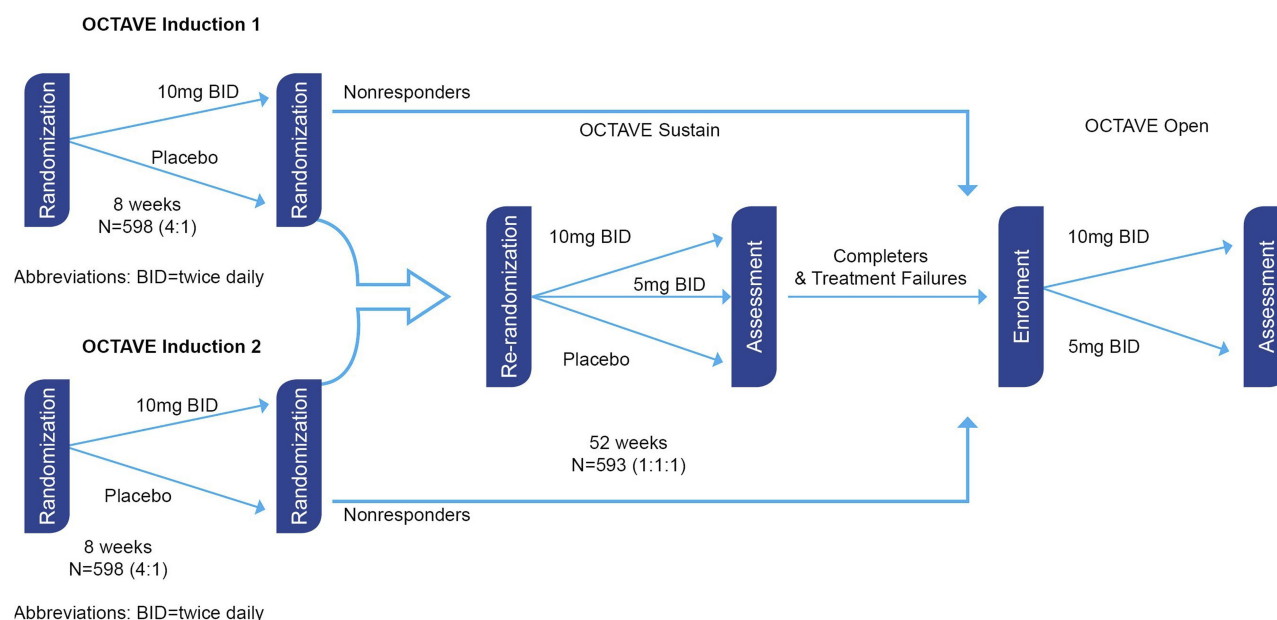 OCTAVE Induction 1
Randomization
10mg BID
Placebo
8 weeks
N=598 (4:1)
Randomization
Nonresponders
Abbreviations: BID=twice daily
OCTAVE Induction 2
Randomization
10mg BID
Placebo
8 weeks
N=598 (4:1)
Randomization
Nonresponders
Abbreviations: BID=twice daily
OCTAVE Sustain
Re-randomization
10mg BID
5mg BID
Placebo
Assessment
52 weeks
N=593 (1:1:1)
Completers
& Treatment Failures
OCTAVE Open
Enrolment
10mg BID
5mg BID
Assessment